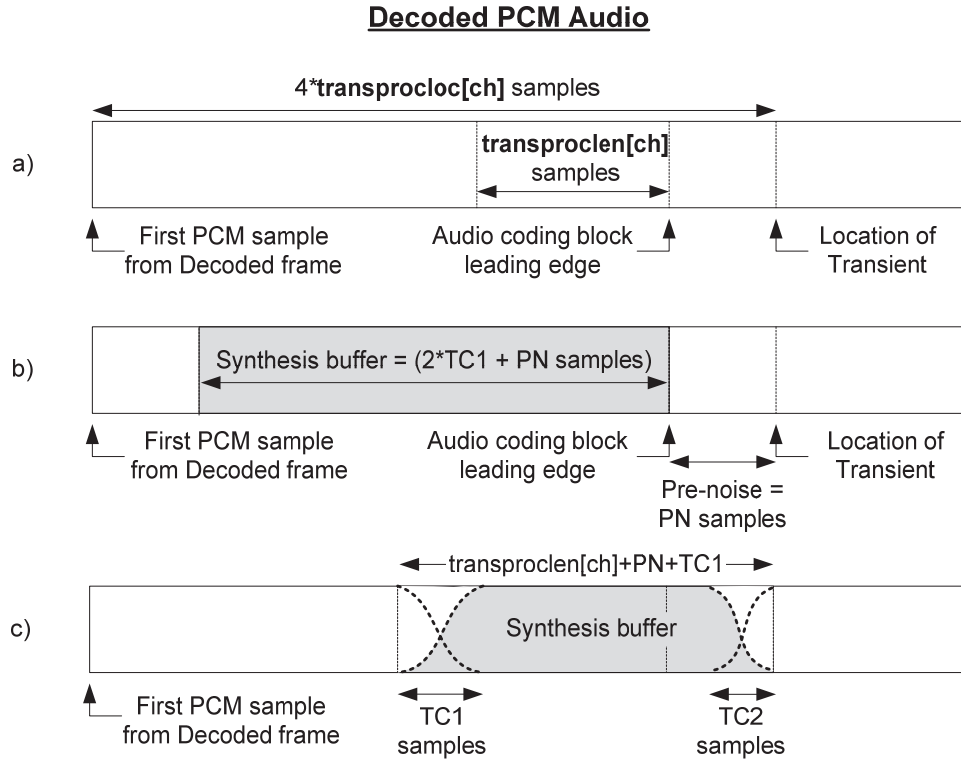 Decoded PCM Audio
4*transprocloc[ch] samples
a)
transproclen[ch]
samples
First PCM sample
from Decoded frame
Audio coding block
leading edge
Location of
Transient
b)
Synthesis buffer = (2*TC1 + PN samples)
First PCM sample
from Decoded frame
Audio coding block
leading edge
Location of
Transient
Pre-noise =
PN samples
transproclen[ch]+PN+TC1
c)
Synthesis buffer
First PCM sample
from Decoded frame
TC1
samples
TC2
samples